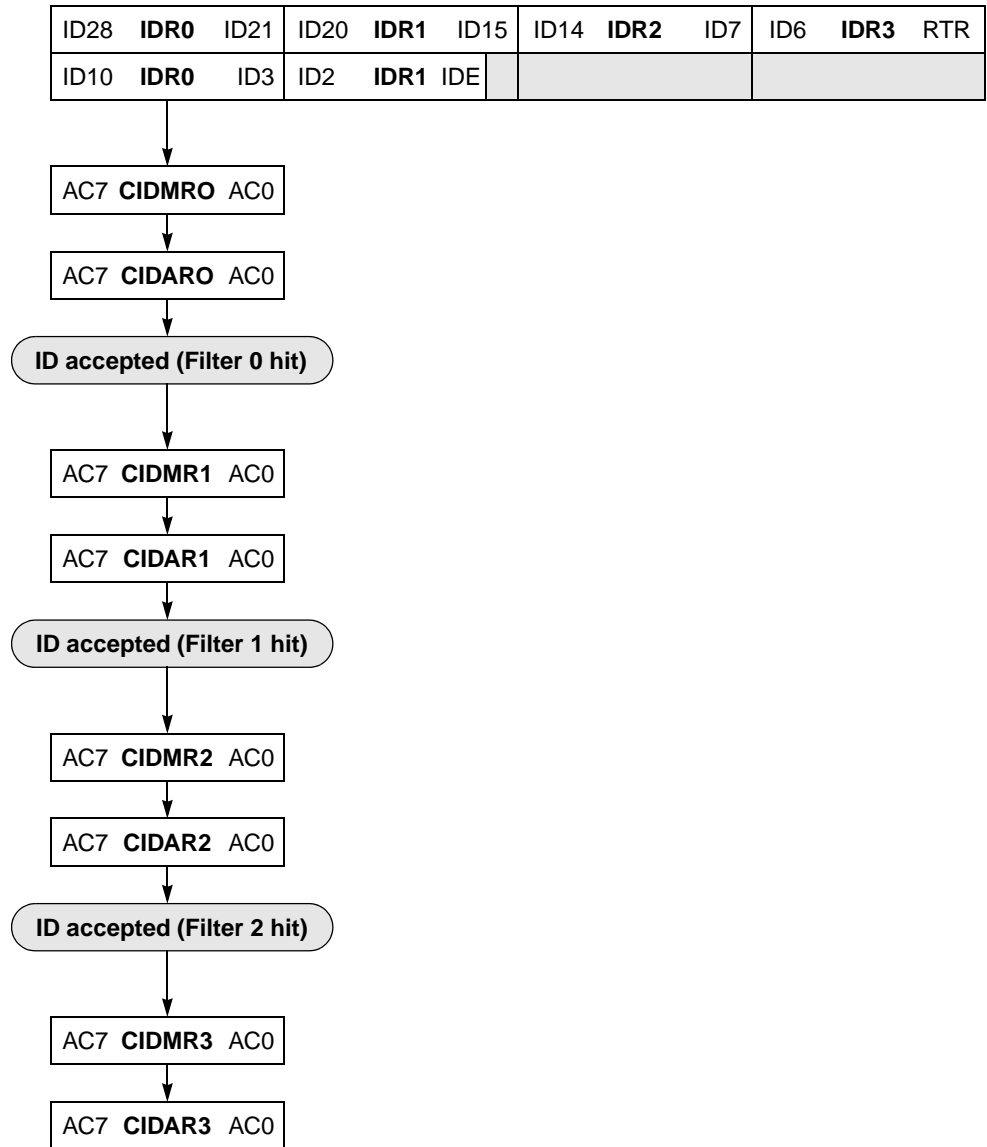 ID28 IDR0 ID21 ID20 IDR1 ID15 ID14 IDR2 ID7 ID6 IDR3 RTR
ID10 IDR0 ID3 ID2 IDR1 IDE
AC7 CIDMRO AC0
AC7 CIDARO AC0
ID accepted (Filter 0 hit)
AC7 CIDMR1 AC0
AC7 CIDAR1 AC0
ID accepted (Filter 1 hit)
AC7 CIDMR2 AC0
AC7 CIDAR2 AC0
ID accepted (Filter 2 hit)
AC7 CIDMR3 AC0
AC7 CIDAR3 AC0